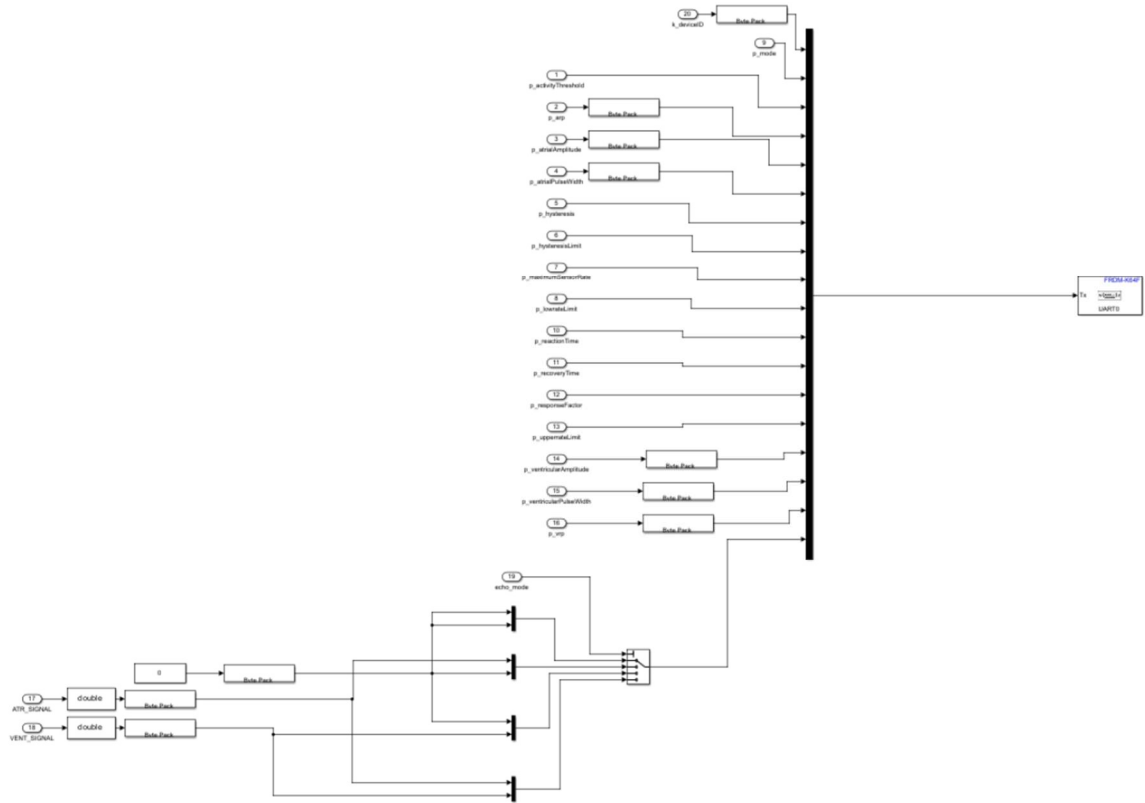 20
k_deviceID
Byte Pack
9
p_mode
1
p_activityThreshold
2
p_arp
Byte Pack
3
p_atrialAmplitude
Byte Pack
4
p_atrialPulseWidth
Byte Pack
5
p_hysteresis
6
p_hysteresisLimit
7
p_maximumSensorRate
8
p_lowrateLimit
10
p_reactionTime
11
p_recoveryTime
12
p_responseFactor
13
p_upperrateLimit
14
p_ventricularAmplitude
Byte Pack
15
p_ventricularPulseWidth
Byte Pack
16
p_vrp
Byte Pack
FRDM-K64F
Tx
UART0
19
echo_mode
0
Byte Pack
17
ATR_SIGNAL
double
Byte Pack
18
VENT_SIGNAL
double
Byte Pack